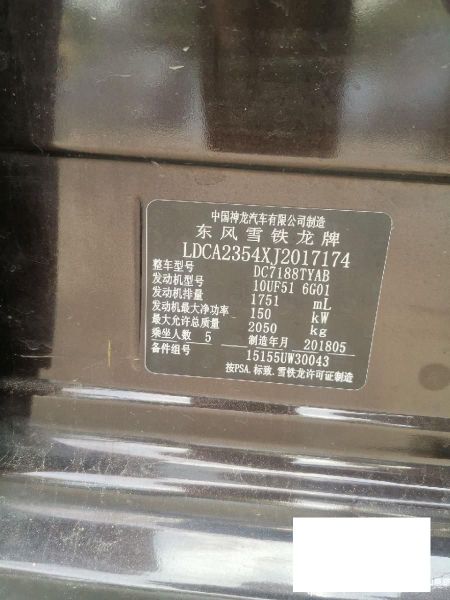 中国神龙汽车有限公司制造
东风雪铁龙牌
LDCA2354XJ2017174
整车型号 DC7188TYAB
发动机型号 10UF51 6G01
发动机排量 1751 mL
发动机最大净功率 150 kW
最大允许总质量 2050 kg
乘坐人数 5 制造年月 201805
备件组号 15155UW30043
按PSA.标致.雪铁龙许可证制造